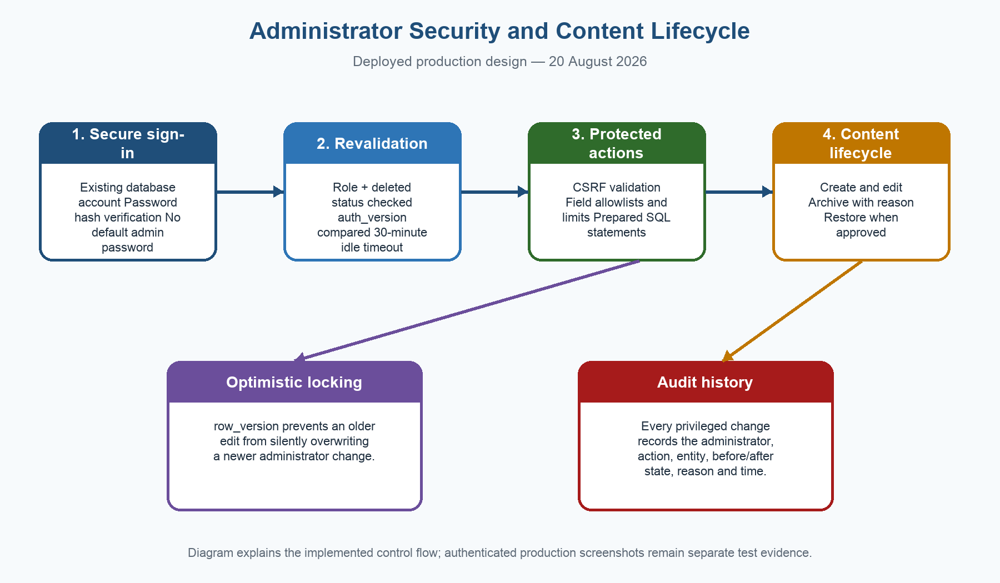 Administrator Security and Content Lifecycle
Deployed production design — 20 August 2026
1. Secure sign-
in
Existing database
account Password
hash verification No
default admin
password
2. Revalidation
Role + deleted
status checked
auth_version
compared 30-minute
idle timeout
3. Protected
actions
CSRF validation
Field allowlists and
limits Prepared SQL
statements
4. Content
lifecycle
Create and edit
Archive with reason
Restore when
approved
Optimistic locking
row_version prevents an older
edit from silently overwriting
a newer administrator change.
Audit history
Every privileged change
records the administrator,
action, entity, before/after
state, reason and time.
Diagram explains the implemented control flow; authenticated production screenshots remain separate test evidence.